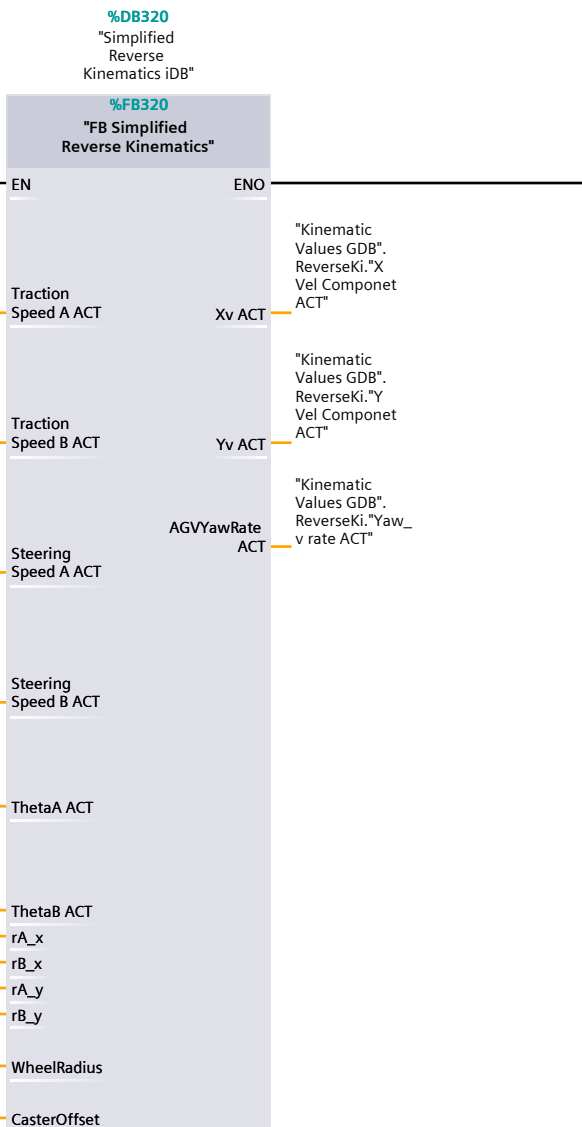 %DB320
"Simplified
Reverse
Kinematics iDB"
%FB320
"FB Simplified
Reverse Kinematics"
EN
ENO
Traction
Speed A ACT
Xv ACT
"Kinematic
Values GDB".
ReverseKi."X
Vel Componet
ACT"
Traction
Speed B ACT
Yv ACT
"Kinematic
Values GDB".
ReverseKi."Y
Vel Componet
ACT"
AGVYawRate
ACT
"Kinematic
Values GDB".
ReverseKi."Yaw_
v rate ACT"
Steering
Speed A ACT
Steering
Speed B ACT
ThetaA ACT
ThetaB ACT
rA_x
rB_x
rA_y
rB_y
WheelRadius
CasterOffset